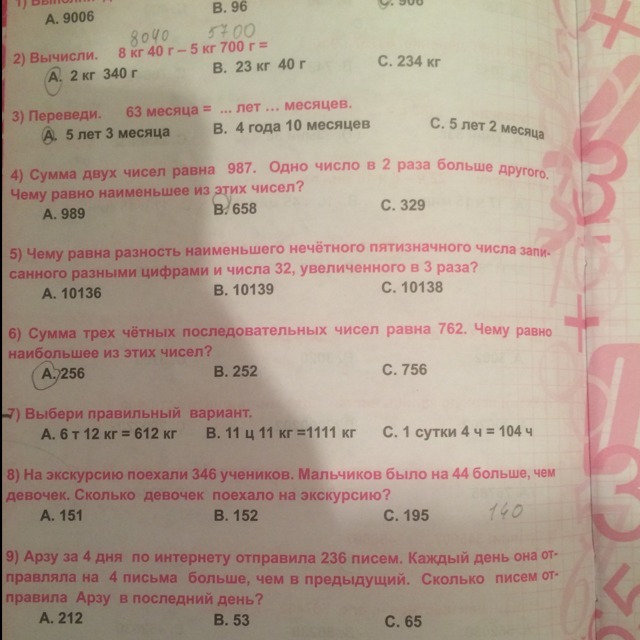 1)
А. 9006 В. 96 С. 906
8040 5700
2) Вычисли. 8 кг 40 г – 5 кг 700 г =
А. 2 кг 340 г В. 23 кг 40 г С. 234 кг
3) Переведи. 63 месяца = ... лет ... месяцев.
А. 5 лет 3 месяца В. 4 года 10 месяцев С. 5 лет 2 месяца
4) Сумма двух чисел равна 987. Одно число в 2 раза больше другого.
Чему равно наименьшее из этих чисел?
А. 989 В. 658 С. 329
5) Чему равна разность наименьшего нечётного пятизначного числа запи-
санного разными цифрами и числа 32, увеличенного в 3 раза?
А. 10136 В. 10139 С. 10138
6) Сумма трех чётных последовательных чисел равна 762. Чему равно
наибольшее из этих чисел?
А. 256 В. 252 С. 756
7) Выбери правильный вариант.
А. 6 т 12 кг = 612 кг В. 11 ц 11 кг =1111 кг С. 1 сутки 4 ч = 104 ч
8) На экскурсию поехали 346 учеников. Мальчиков было на 44 больше, чем
девочек. Сколько девочек поехало на экскурсию?
А. 151 В. 152 С. 195 140
9) Арзу за 4 дня по интернету отправила 236 писем. Каждый день она от-
правляла на 4 письма больше, чем в предыдущий. Сколько писем от-
правила Арзу в последний день?
А. 212 В. 53 С. 65